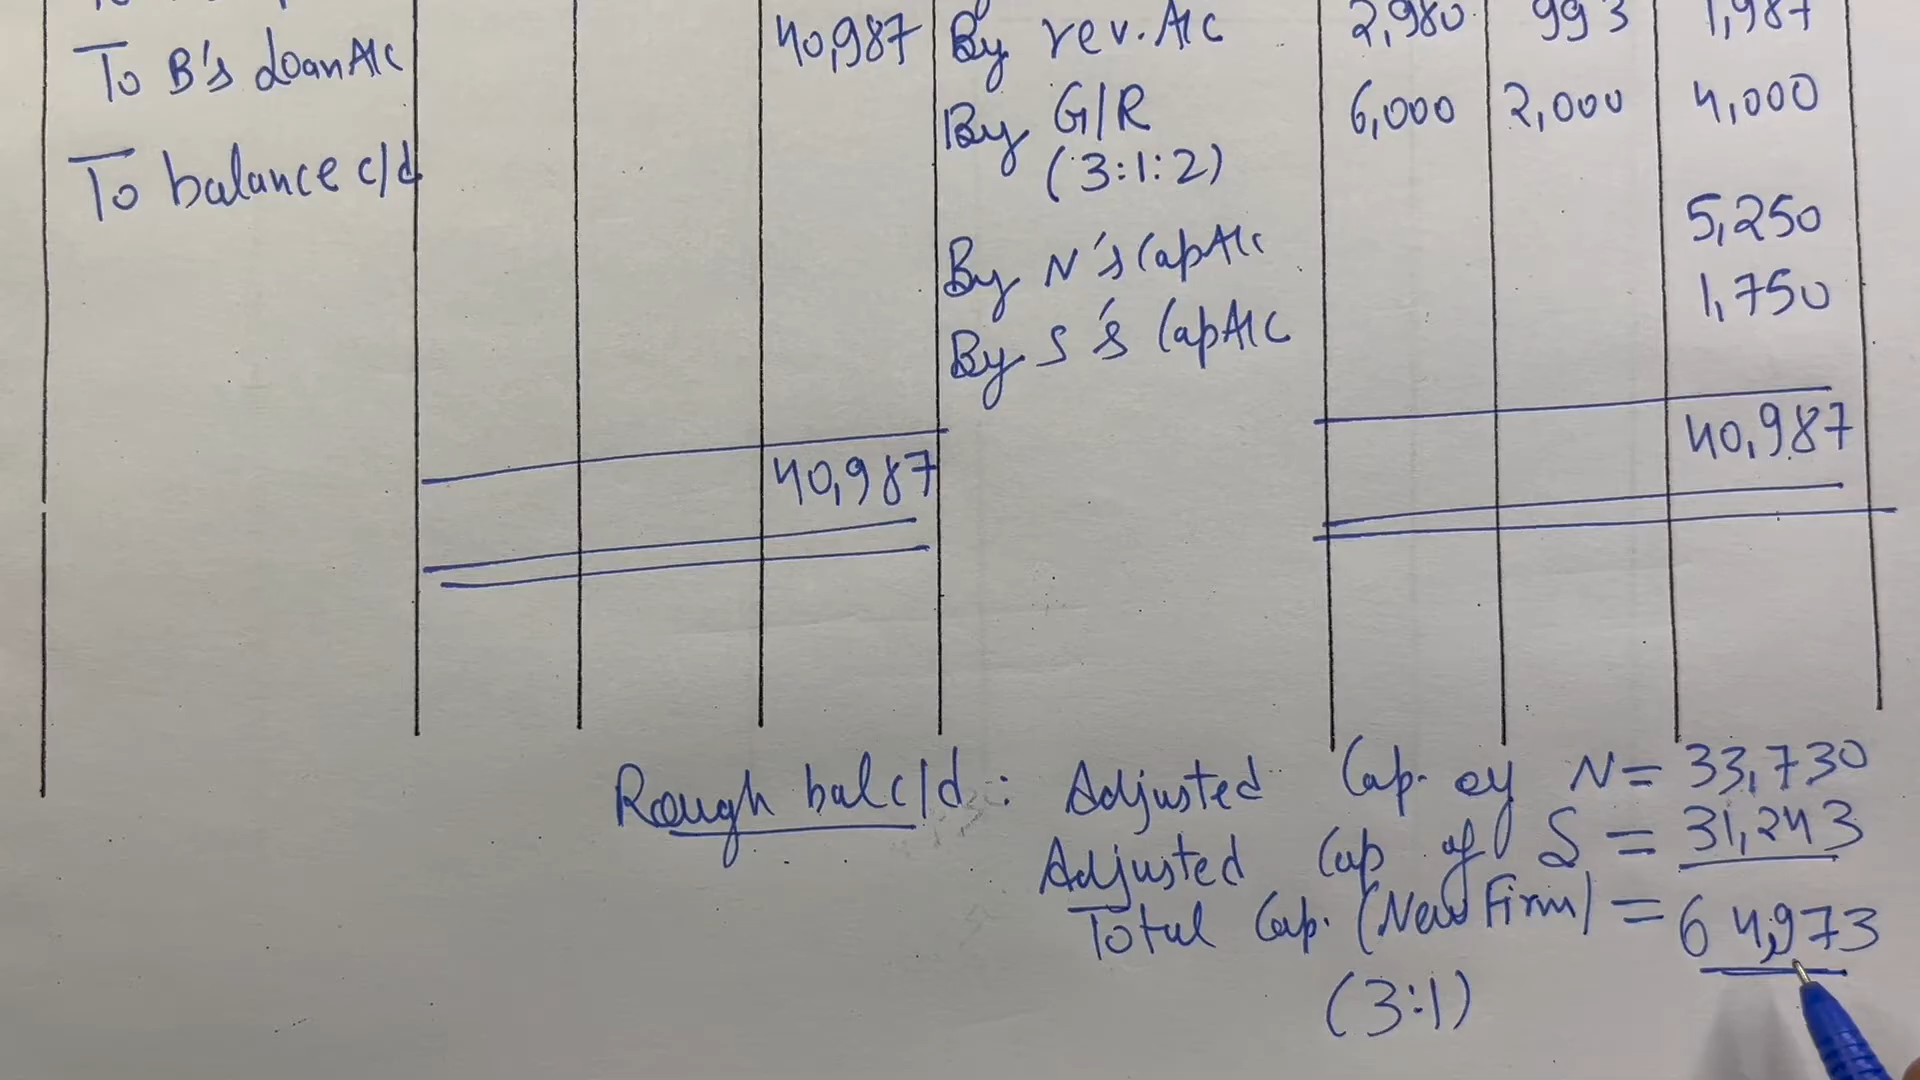 To B's Loan A/c 40,987 By rev. A/c 2,980 993 1,987
To balance c/d By G/R 6,000 2,000 4,000
(3:1:2)
By N's Cap A/c 5,250
By S's Cap A/c 1,750
40,987 40,987
Rough bal c/d : Adjusted Cap. of N = 33,730
Adjusted Cap of S = 31,243
Total Cap. (New Firm) = 64,973
(3:1)